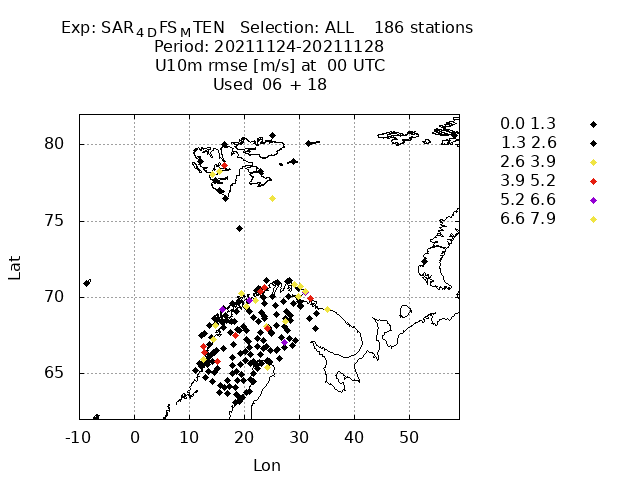 Exp: SAR4DFSMTEN   Selection: ALL    186 stations
Period: 20211124-20211128
U10m rmse [m/s] at  00 UTC
Used  06 + 18
0.0 1.3
1.3 2.6
2.6 3.9
3.9 5.2
5.2 6.6
6.6 7.9
80
75
70
65
Lat
-10 0 10 20 30 40 50
Lon